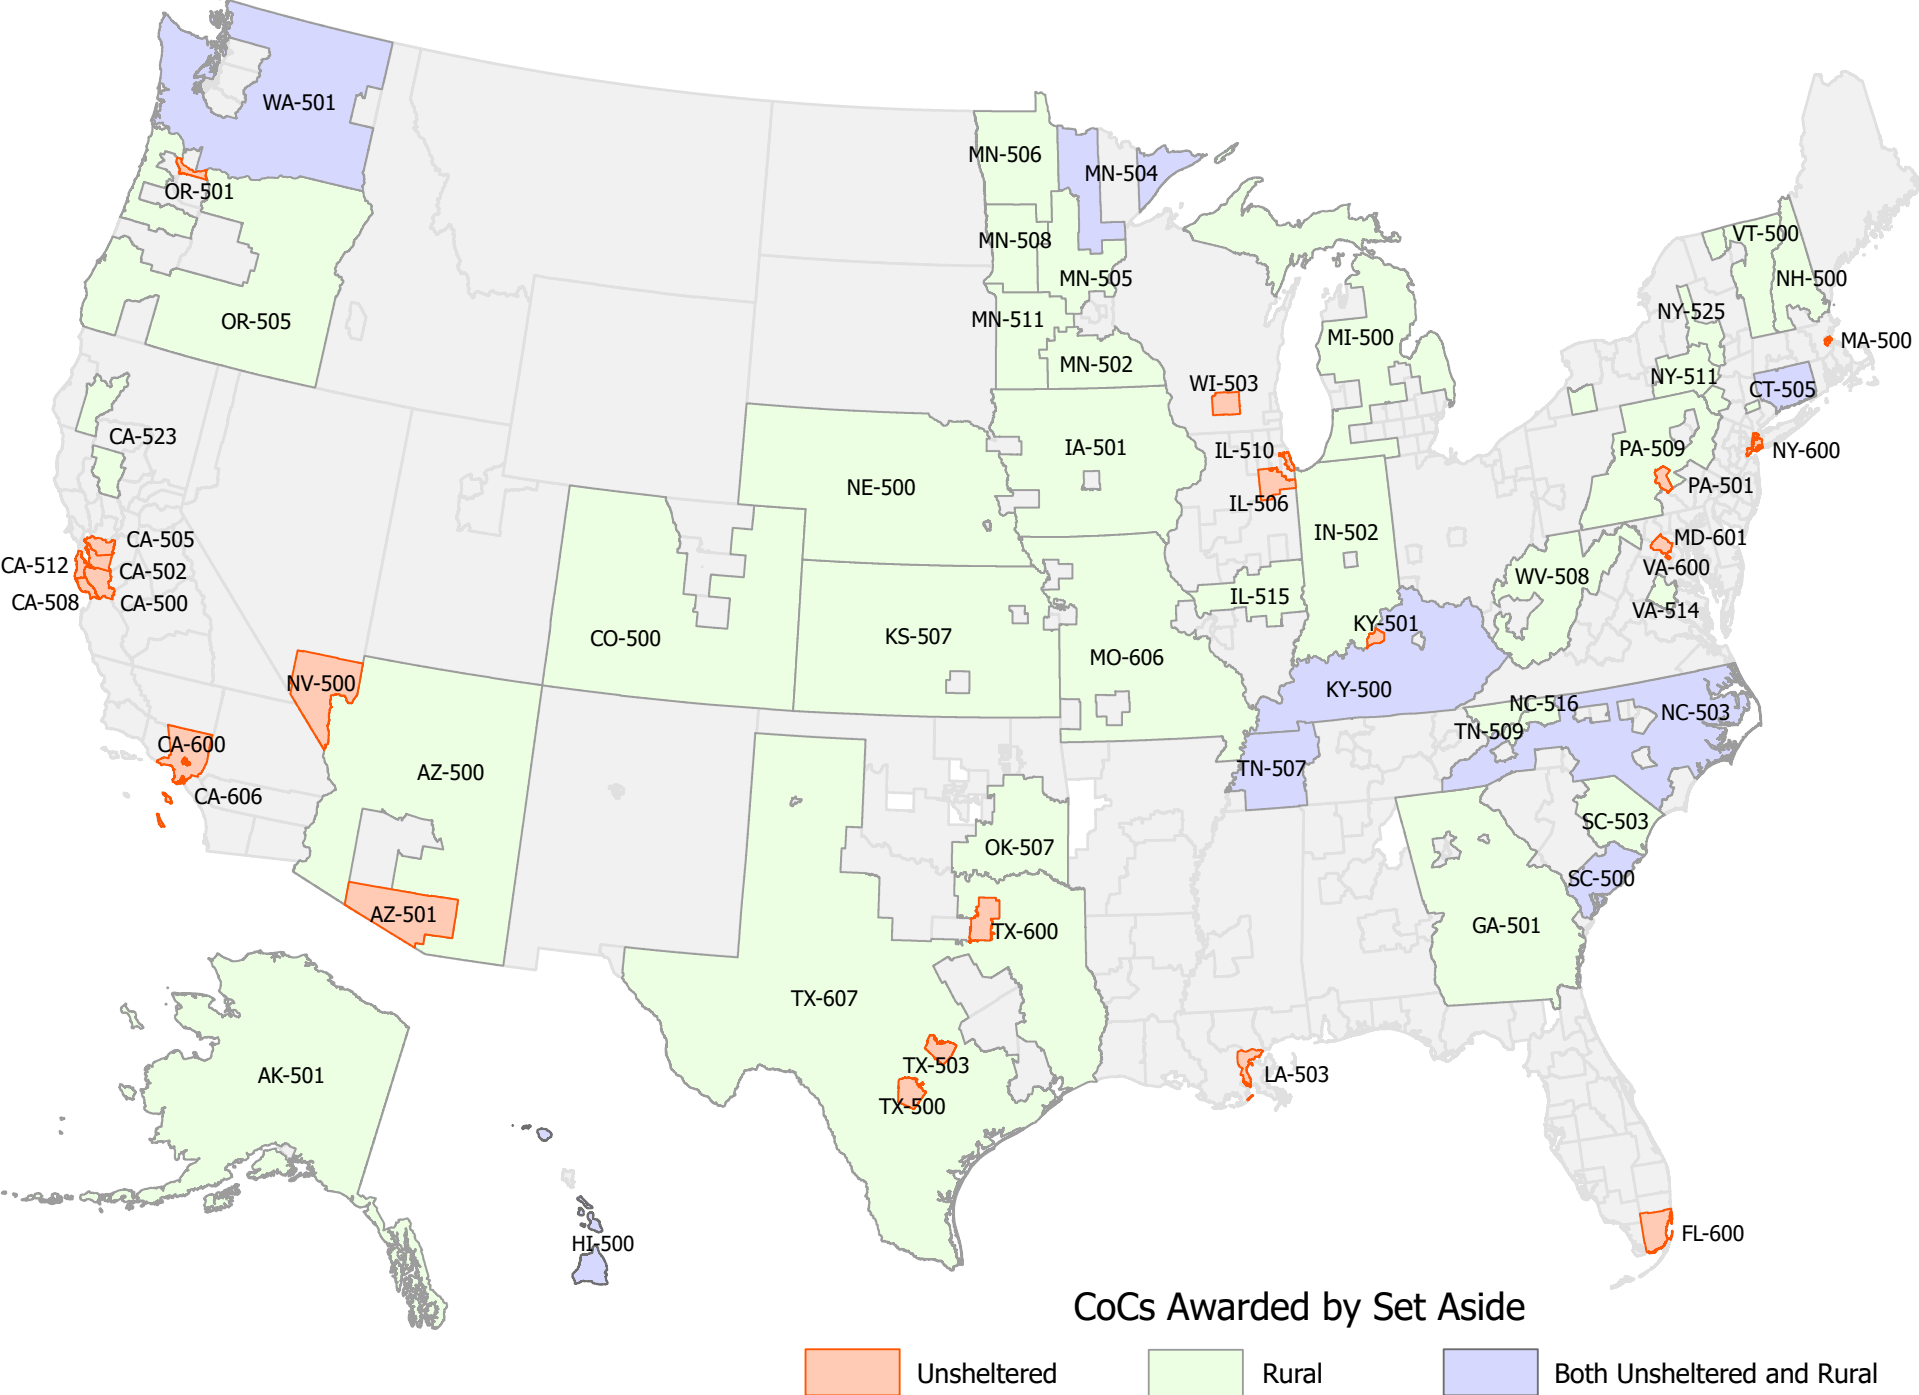 WA-501
MN-506
MN-504
OR-501
VT-500
MN-508
MN-505
NH-500
NY-525
OR-505
MN-511
MI-500
MA-500
MN-502
WI-503
NY-511
CT-505
CA-523
IA-501
IL-510
PA-509
NY-600
NE-500
PA-501
IL-506
IN-502
CA-505
MD-601
CA-512
CA-502
VA-600
WV-508
CA-508
CA-500
IL-515
VA-514
KY-501
CO-500
KS-507
MO-606
NV-500
KY-500
NC-516
NC-503
TN-509
CA-600
AZ-500
TN-507
CA-606
SC-503
OK-507
SC-500
AZ-501
GA-501
TX-600
TX-607
TX-503
AK-501
LA-503
TX-500
FL-600
HI-500
CoCs Awarded by Set Aside
Unsheltered
Rural
Both Unsheltered and Rural